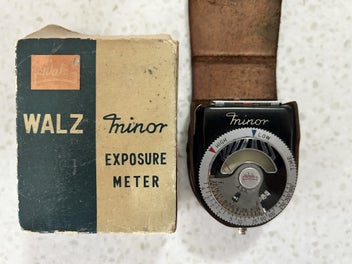 Walz
WALZ
Minor
EXPOSURE
METER
Minor
HIGH
LOW